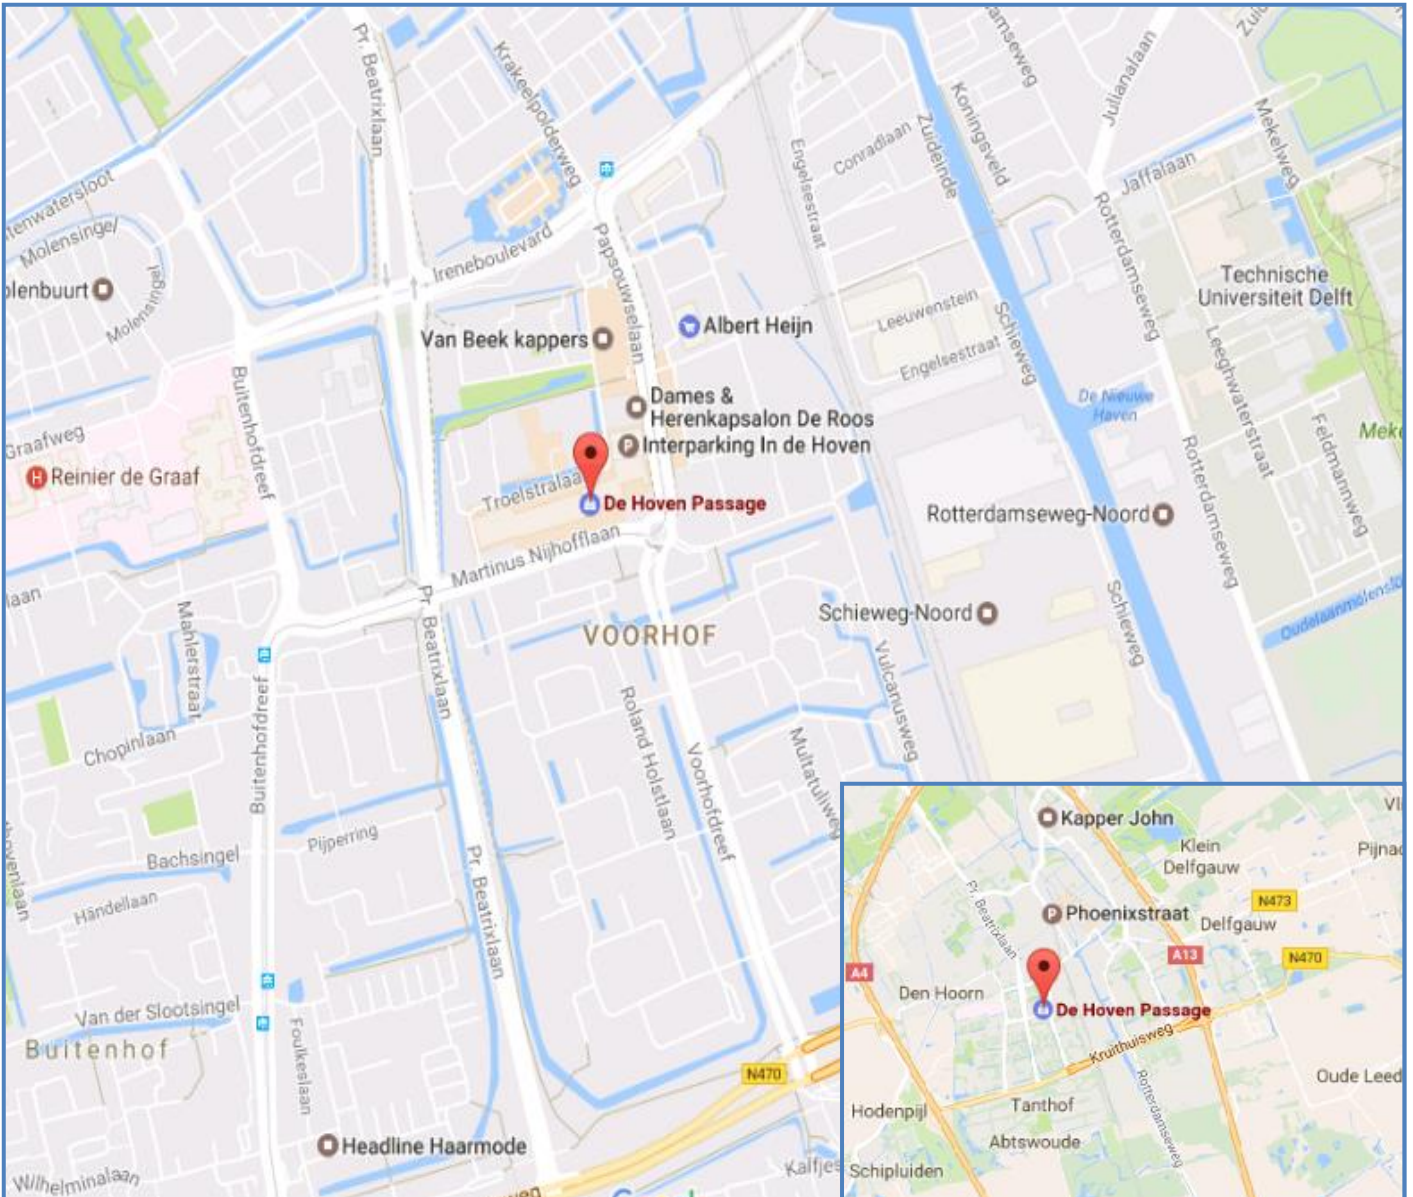 Pr. Beatrixlaan
Krakeelpolderweg
Zuideinde
Koningsveld
Julianalaan
Mekelweg
Engelsestraat
Conradlaan
Jaffalaan
Molensingel
Molensingel
Ireneboulevard
Papsouwselaan
Rotterdamseweg
Technische
Universiteit Delft
Van Beek kappers
Albert Heijn
Leeuwenstein
Engelsestraat
Schieweg
Leeghwaterstraat
De Nieuwe
Haven
Feldmannweg
Buitenhofdreef
Dames &
Herenkapsalon De Roos
P Interparking In de Hoven
Graafweg
H Reinier de Graaf
Troelstralaan
De Hoven Passage
Rotterdamseweg-Noord
Rotterdamseweg
Martinus Nijhofflaan
laan
Mahlerstraat
Pr. Beatrixlaan
VOORHOF
Schieweg-Noord
Schieweg
Vulcanusweg
Buitenhofdreef
Chopinlaan
Roland Holstlaan
Voorhofdreef
Multatuliweg
Pijperring
Bachsingel
Händellaan
Pr. Beatrixlaan
Van der Slootsingel
Buitenhof
Foulkeslaan
N470
Headline Haarmode
Wilhelminalaan
Kapper John
Klein
Delfgauw
N473
Pr. Beatrixlaan
P Phoenixstraat
Delfgauw
A13
N470
A4
Den Hoorn
De Hoven Passage
Kruithuisweg
Rotterdamseweg
Oude Leed
Hodenpijl
Tanthof
Abtswoude
Schipluiden